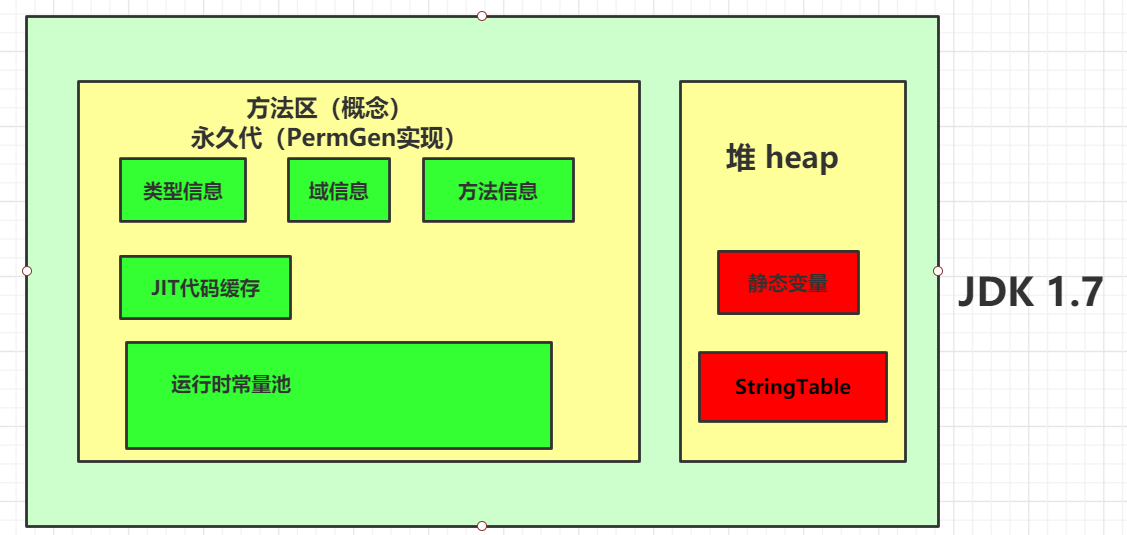 方法区（概念）
永久代（PermGen实现）
类型信息
域信息
方法信息
JIT代码缓存
运行时常量池
堆 heap
静态变量
StringTable
JDK 1.7